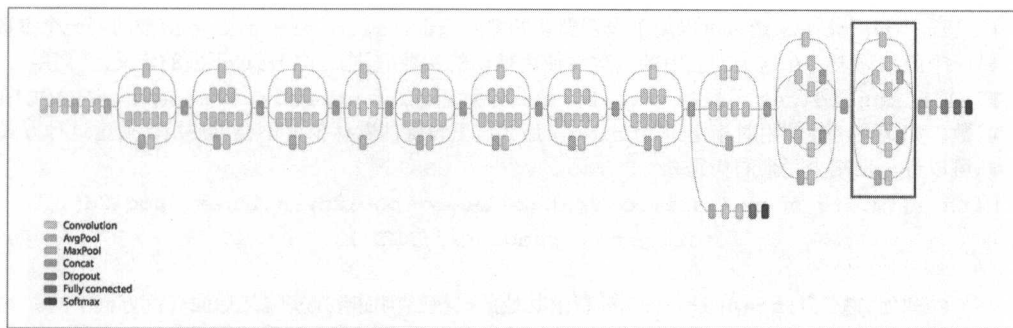 Convolution
AvgPool
MaxPool
Concat
Dropout
Fully connected
Softmax